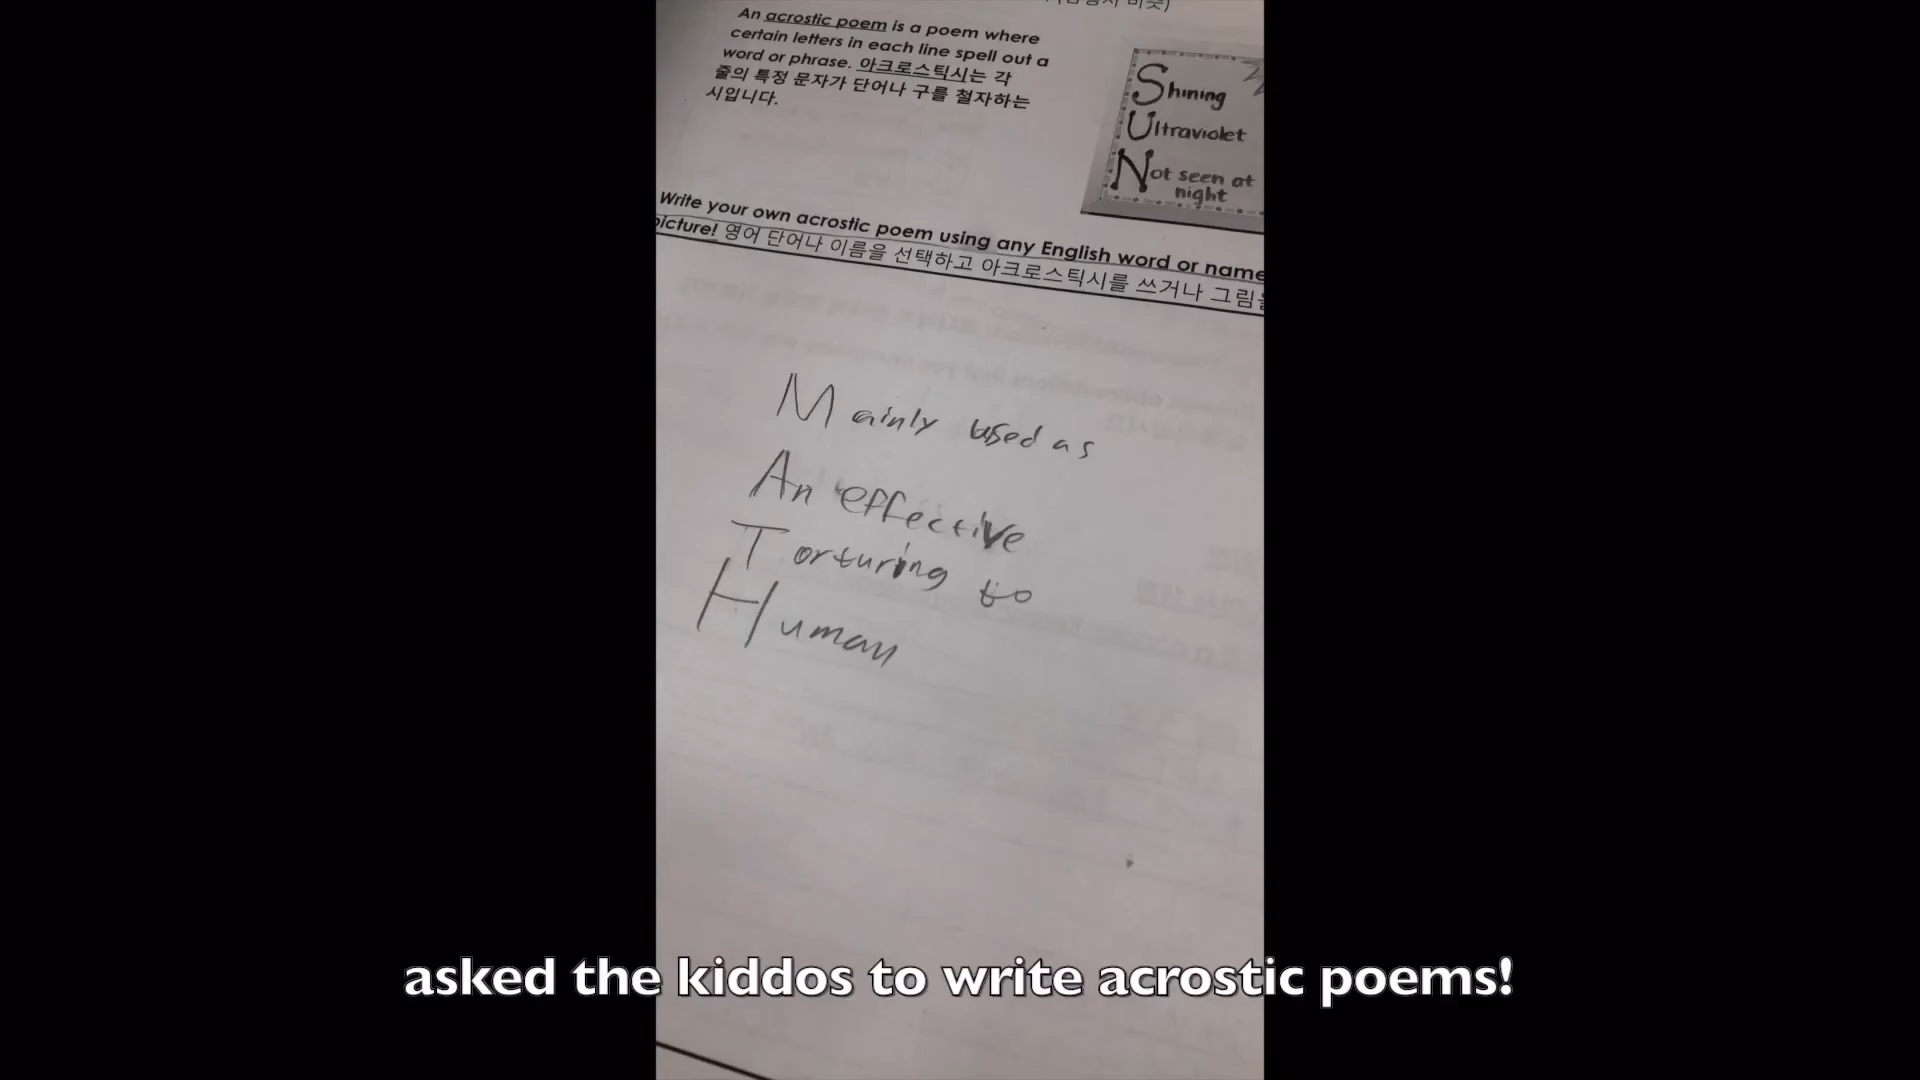 An acrostic poem is a poem where
certain letters in each line spell out a
word or phrase. 아크로스틱시는 각
줄의 특정 문자가 단어나 구를 철자하는
시입니다.
Shining
Ultraviolet
Not seen at
night
Write your own acrostic poem using any English word or name
picture! 영어 단어나 이름을 선택하고 아크로스틱시를 쓰거나 그림을
Mainly used as
An effective
Torturing to
Human
asked the kiddos to write acrostic poems!